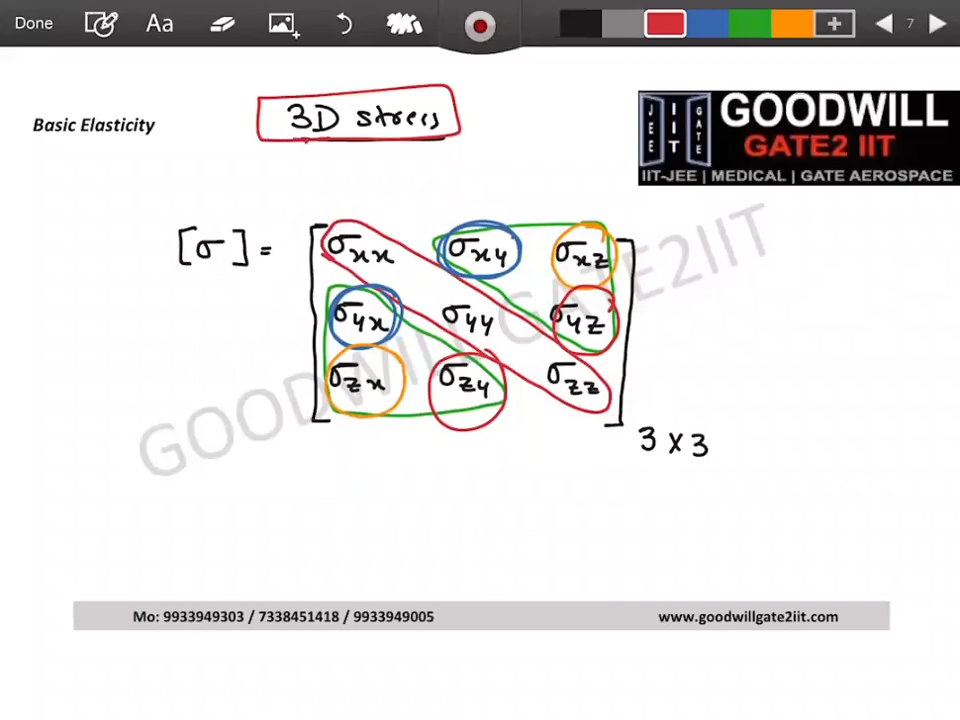 Done Aa 7
Basic Elasticity
3D stress
JEE IIT GATE
GOODWILL
GATE2 IIT
IIT-JEE | MEDICAL | GATE AEROSPACE
[σ] =
σxx σxy σxz
σyx σyy σyz
σzx σzy σzz
3 x 3
GOODWILL GATE2IIT
Mo: 9933949303 / 7338451418 / 9933949005
www.goodwillgate2iit.com